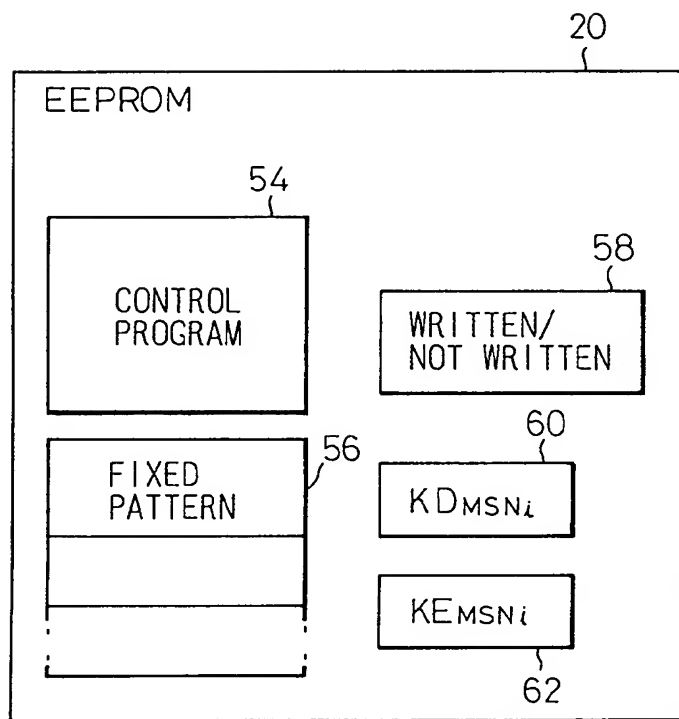 20
EEPROM
54
CONTROL
PROGRAM
58
WRITTEN/
NOT WRITTEN
56
FIXED
PATTERN
60
KDMSNi
KEMSNi
62